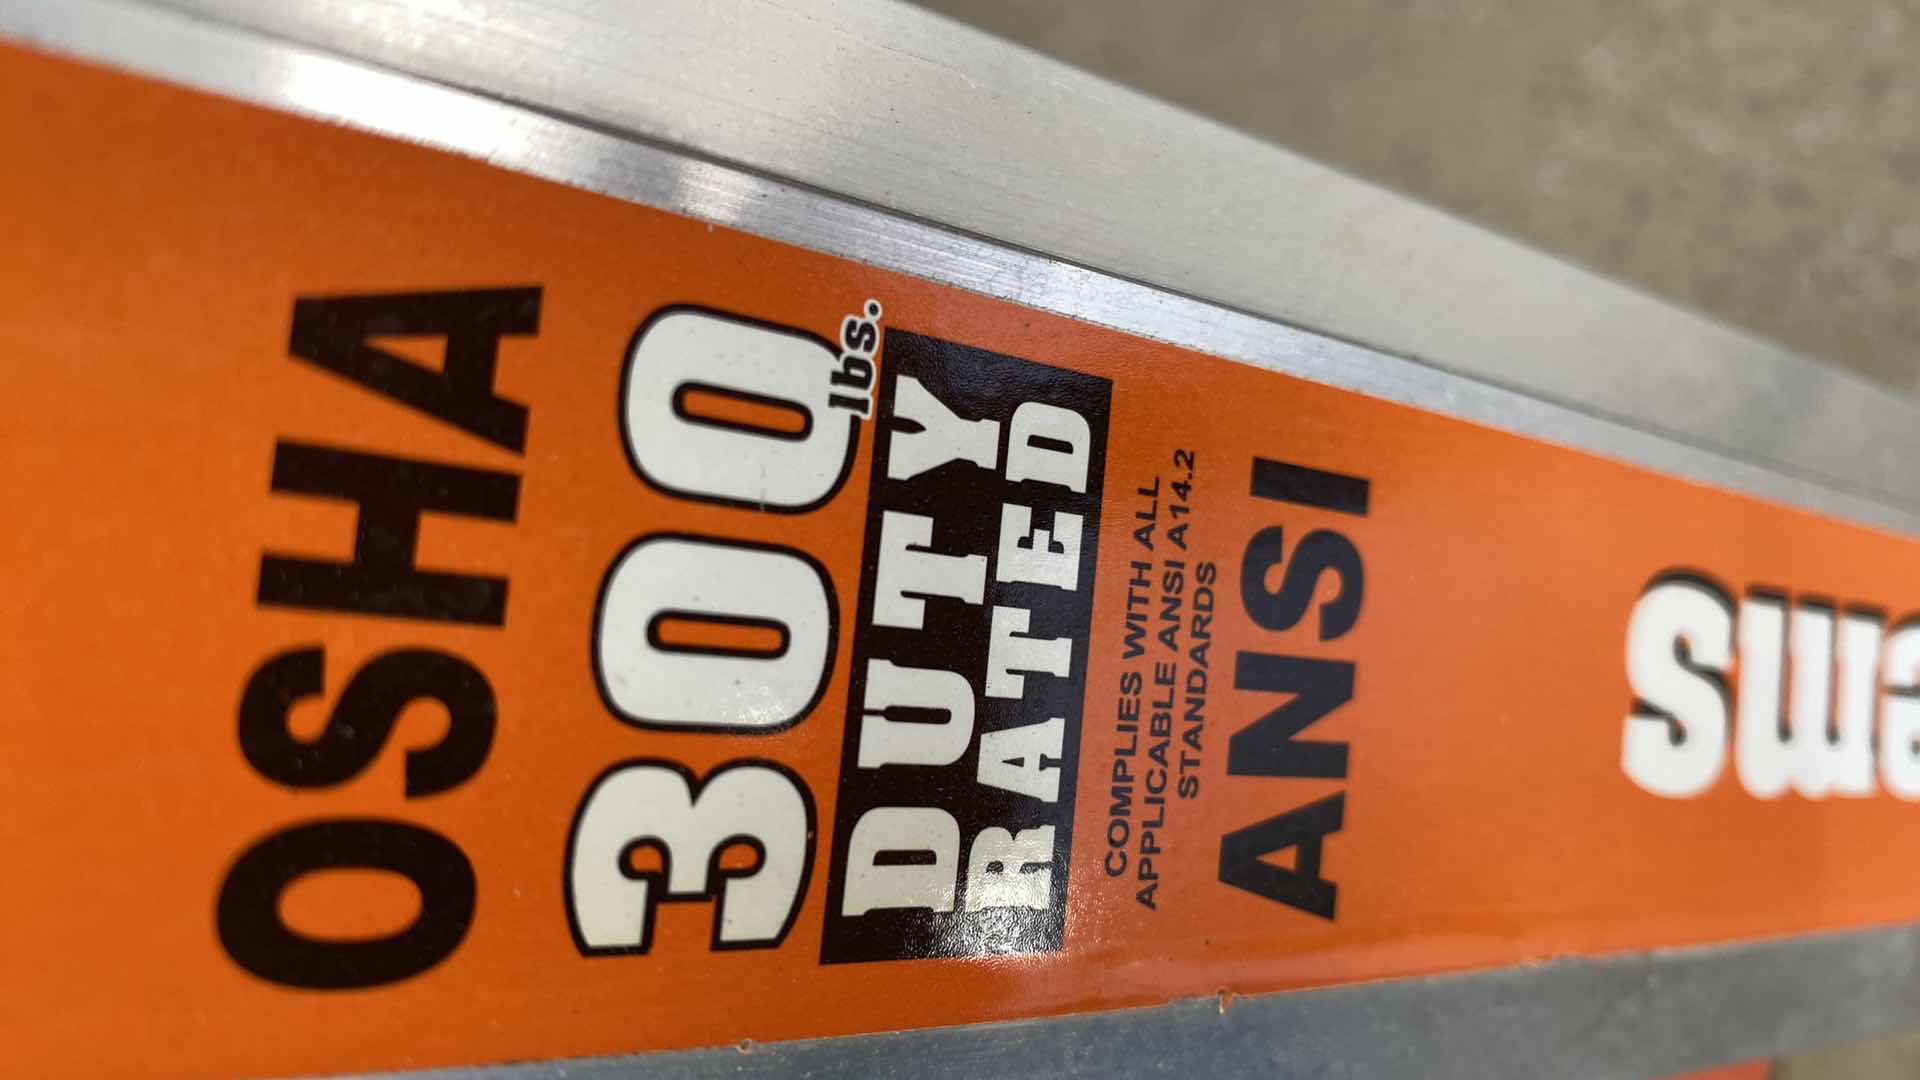 OSHA
300 lbs.
DUTY
RATED
COMPLIES WITH ALL
APPLICABLE ANSI A14.2
STANDARDS
ANSI